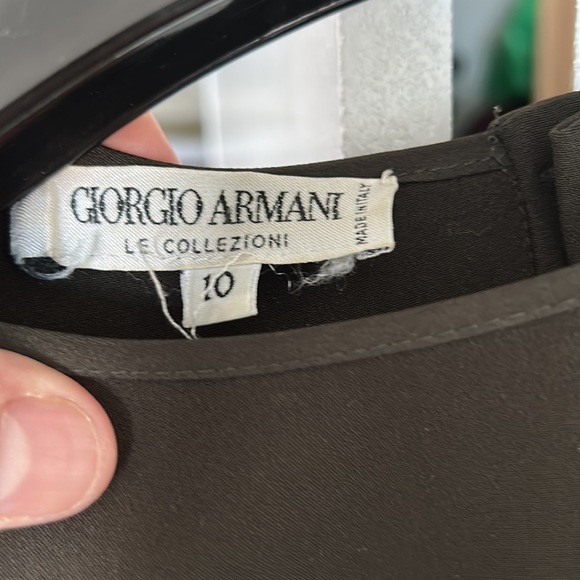 GIORGIO ARMANI
LE COLLEZIONI
MADE IN ITALY
10